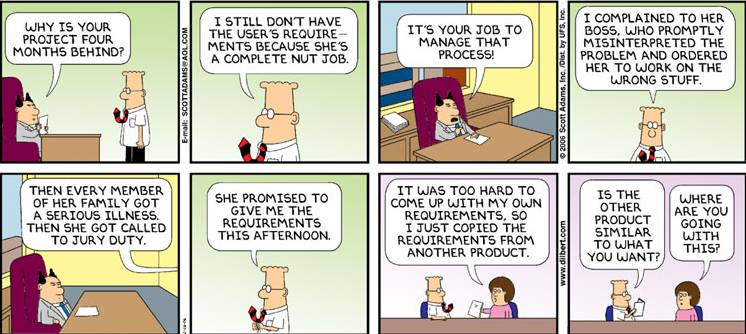 WHY IS YOUR
PROJECT FOUR
MONTHS BEHIND?
E-mail: SCOTTADAMS@AOL.COM
I STILL DON'T HAVE
THE USER'S REQUIRE-
MENTS BECAUSE SHE'S
A COMPLETE NUT JOB.
IT'S YOUR JOB TO
MANAGE THAT
PROCESS!
© 2006 Scott Adams, Inc. /Dist. by UFS, Inc.
I COMPLAINED TO HER
BOSS, WHO PROMPTLY
MISINTERPRETED THE
PROBLEM AND ORDERED
HER TO WORK ON THE
WRONG STUFF.
THEN EVERY MEMBER
OF HER FAMILY GOT
A SERIOUS ILLNESS.
THEN SHE GOT CALLED
TO JURY DUTY.
SHE PROMISED TO
GIVE ME THE
REQUIREMENTS
THIS AFTERNOON.
IT WAS TOO HARD TO
COME UP WITH MY OWN
REQUIREMENTS, SO
I JUST COPIED THE
REQUIREMENTS FROM
ANOTHER PRODUCT.
www.dilbert.com
IS THE
OTHER
PRODUCT
SIMILAR
TO WHAT
YOU WANT?
WHERE
ARE YOU
GOING
WITH
THIS?